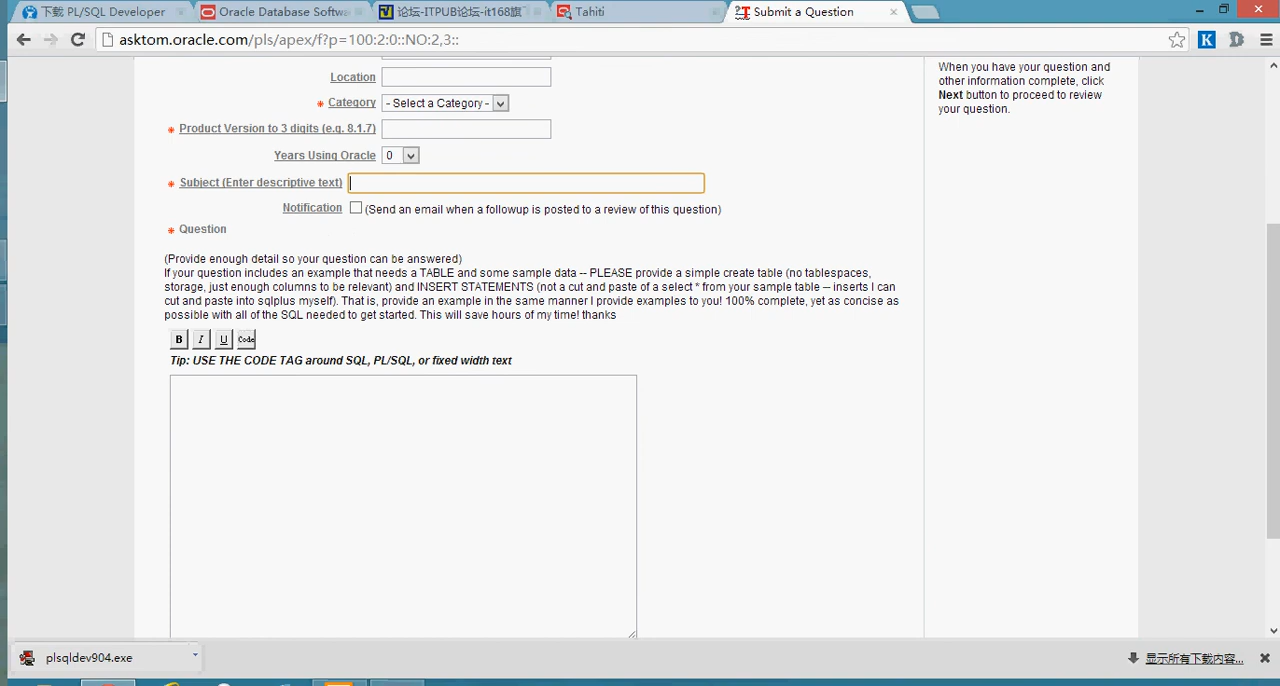 下载 PL/SQL Developer
Oracle Database Softwa
论坛-ITPUB论坛-it168旗下
Tahiti
Submit a Question
asktom.oracle.com/pls/apex/f?p=100:2:0::NO:2,3::
Location
* Category - Select a Category -
* Product Version to 3 digits (e.g. 8.1.7)
Years Using Oracle 0
* Subject (Enter descriptive text)
Notification (Send an email when a followup is posted to a review of this question)
* Question
(Provide enough detail so your question can be answered)
If your question includes an example that needs a TABLE and some sample data -- PLEASE provide a simple create table (no tablespaces,
storage, just enough columns to be relevant) and INSERT STATEMENTS (not a cut and paste of a select * from your sample table -- inserts I can
cut and paste into sqlplus myself). That is, provide an example in the same manner I provide examples to you! 100% complete, yet as concise as
possible with all of the SQL needed to get started. This will save hours of my time! thanks
B I U Code
Tip: USE THE CODE TAG around SQL, PL/SQL, or fixed width text
When you have your question and
other information complete, click
Next button to proceed to review
your question.
plsqldev904.exe
显示所有下载内容...